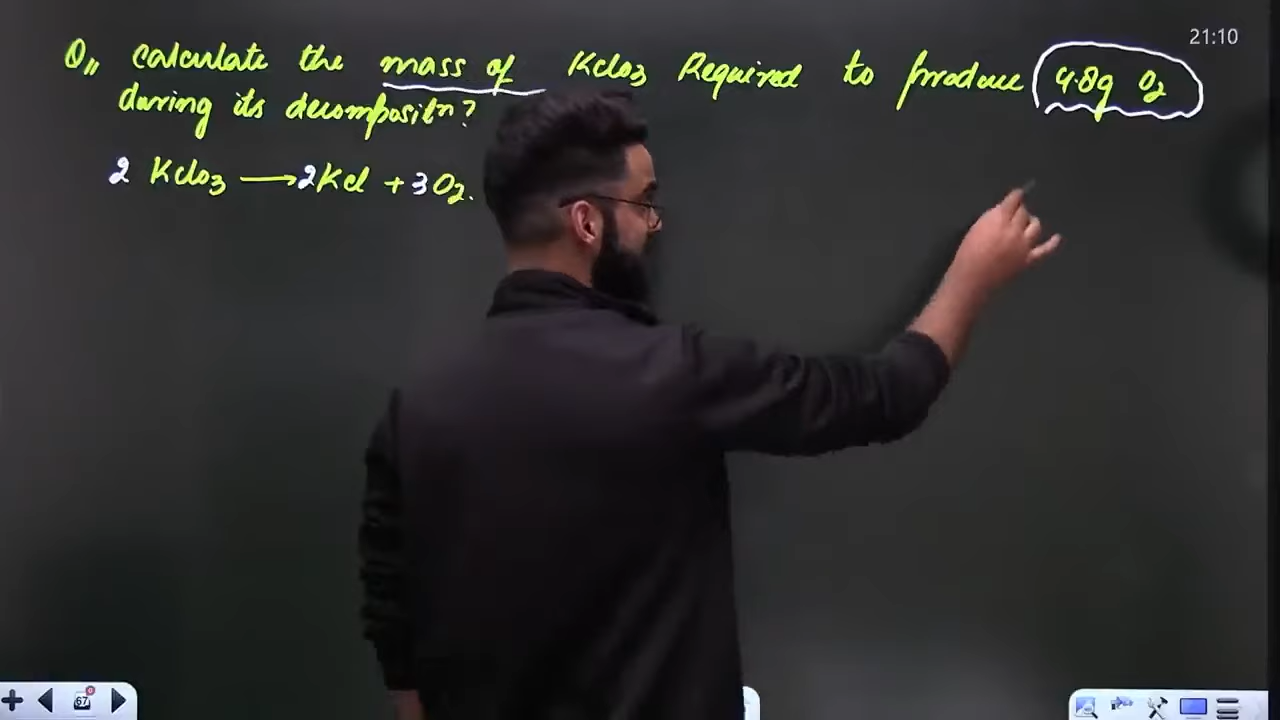 21:10
Q,, calculate the mass of KclO3 Required to produce 4.8g O2
during its decompositn?
2 KclO3 → 2Kcl + 3O2.
67